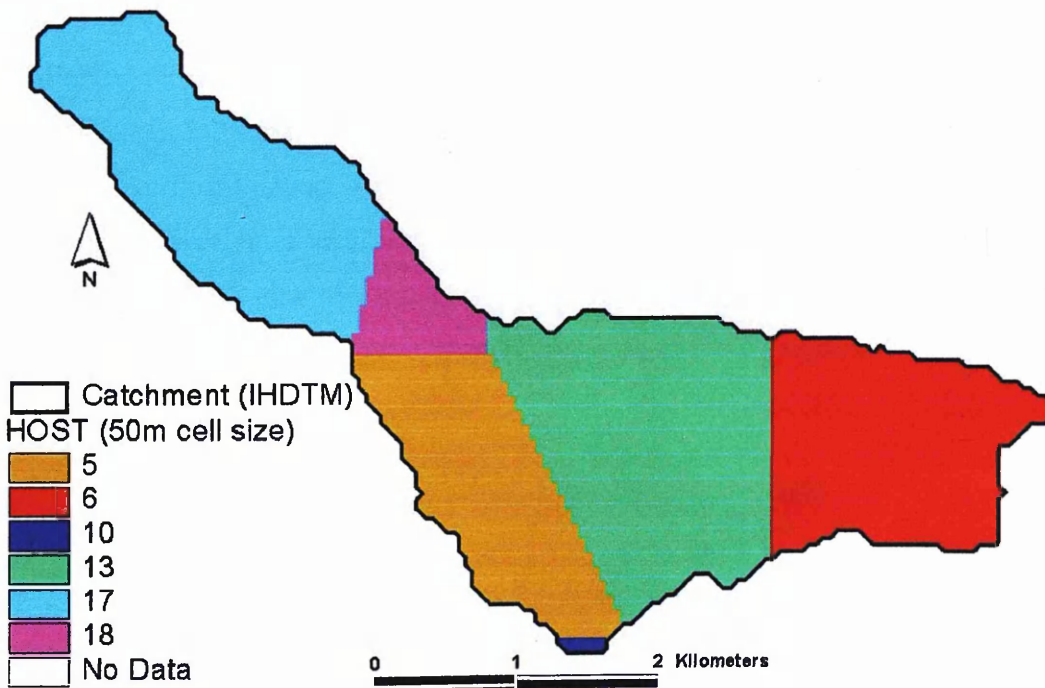 N
Catchment (IHDTM)
HOST (50m cell size)
5
6
10
13
17
18
No Data
0 1 2 Kilometers